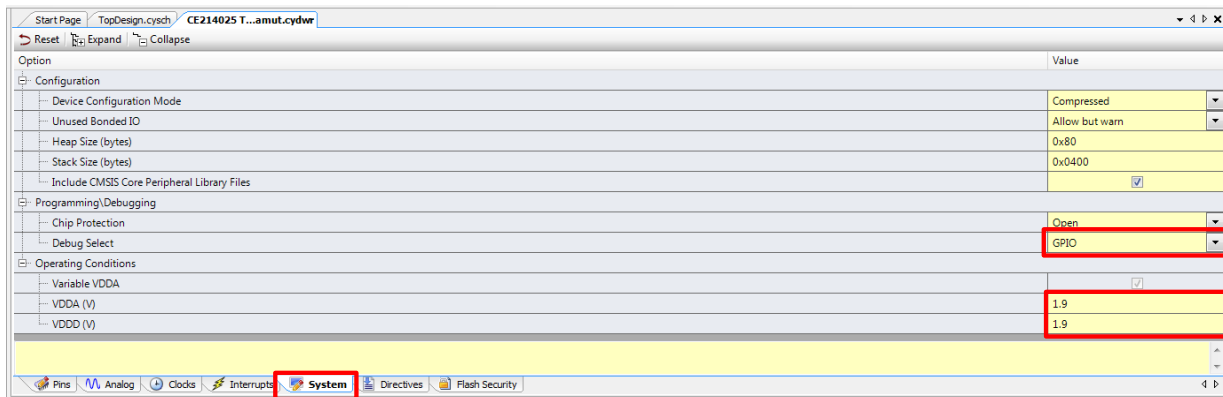 Start Page TopDesign.cysch CE214025 T...amut.cydwr
Reset Expand Collapse
Option Value
Configuration
Device Configuration Mode Compressed
Unused Bonded IO Allow but warn
Heap Size (bytes) 0x80
Stack Size (bytes) 0x0400
Include CMSIS Core Peripheral Library Files
Programming\Debugging
Chip Protection Open
Debug Select GPIO
Operating Conditions
Variable VDDA
VDDA (V) 1.9
VDDD (V) 1.9
Pins Analog Clocks Interrupts System Directives Flash Security